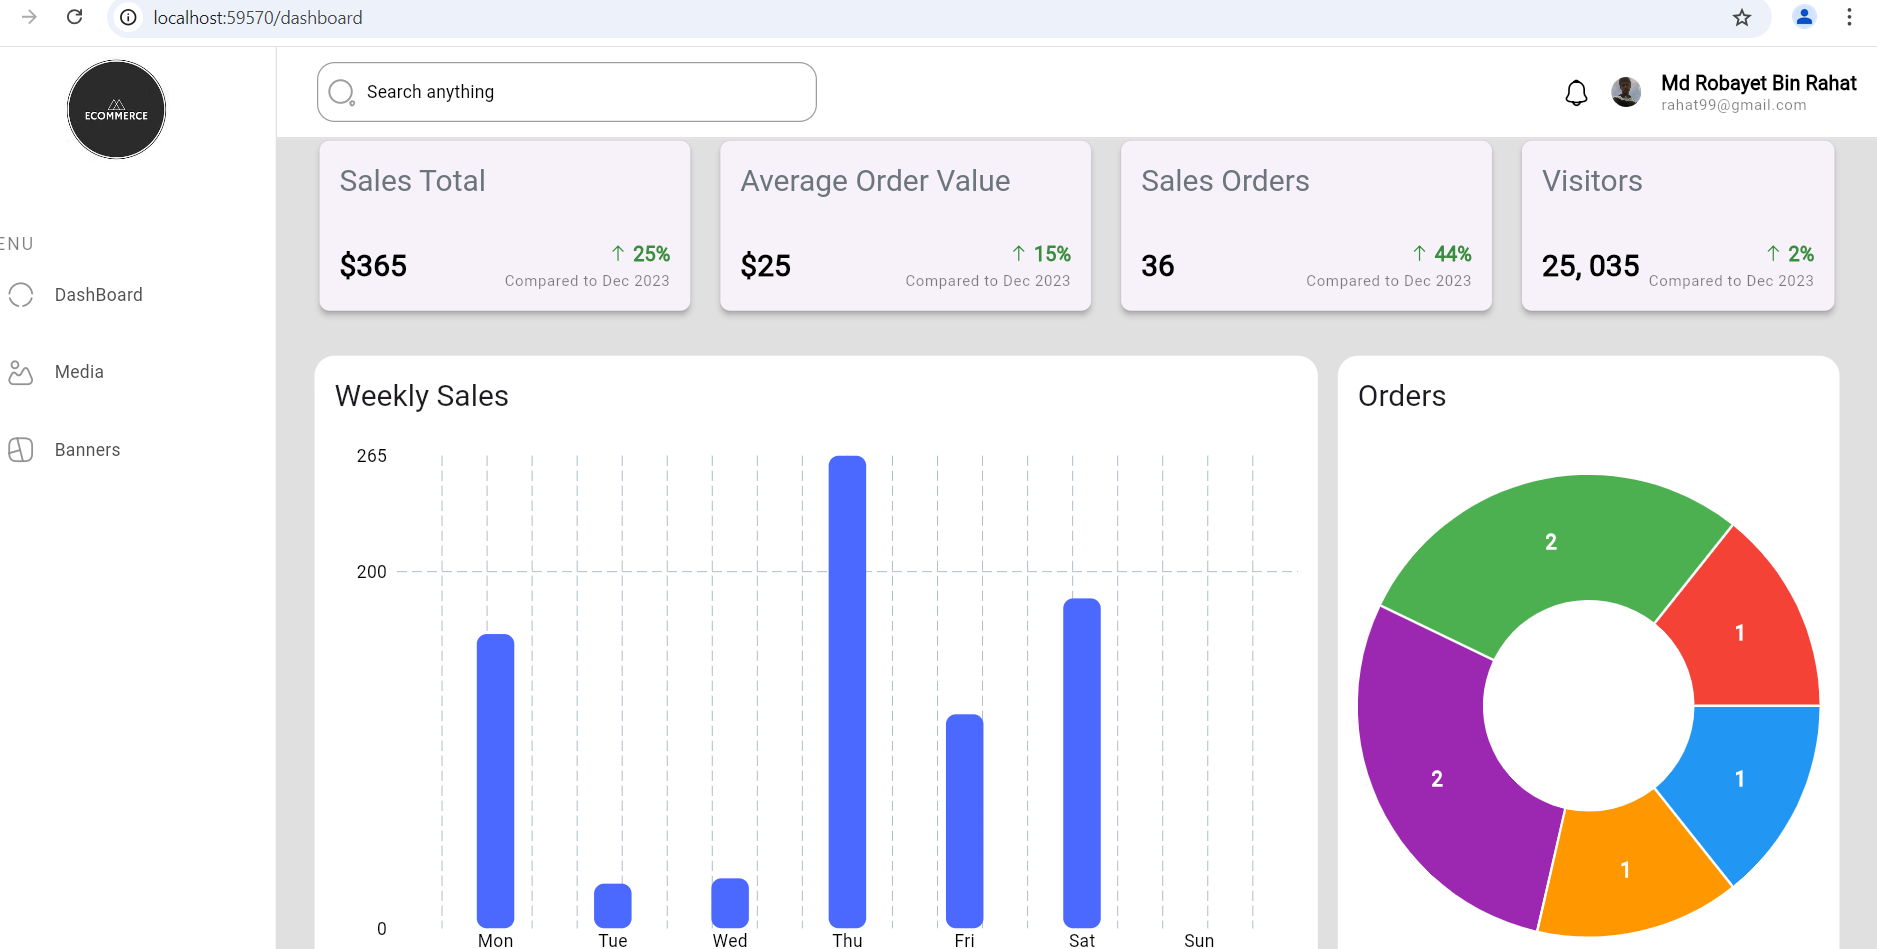 localhost:59570/dashboard
ECOMMERCE
Search anything
Md Robayet Bin Rahat
rahat99@gmail.com
ENU
DashBoard
Media
Banners
Sales Total
$365
25%
Compared to Dec 2023
Average Order Value
$25
15%
Compared to Dec 2023
Sales Orders
36
44%
Compared to Dec 2023
Visitors
25, 035
2%
Compared to Dec 2023
Weekly Sales
265
200
0
Mon Tue Wed Thu Fri Sat Sun
Orders
2
1
2
1
1